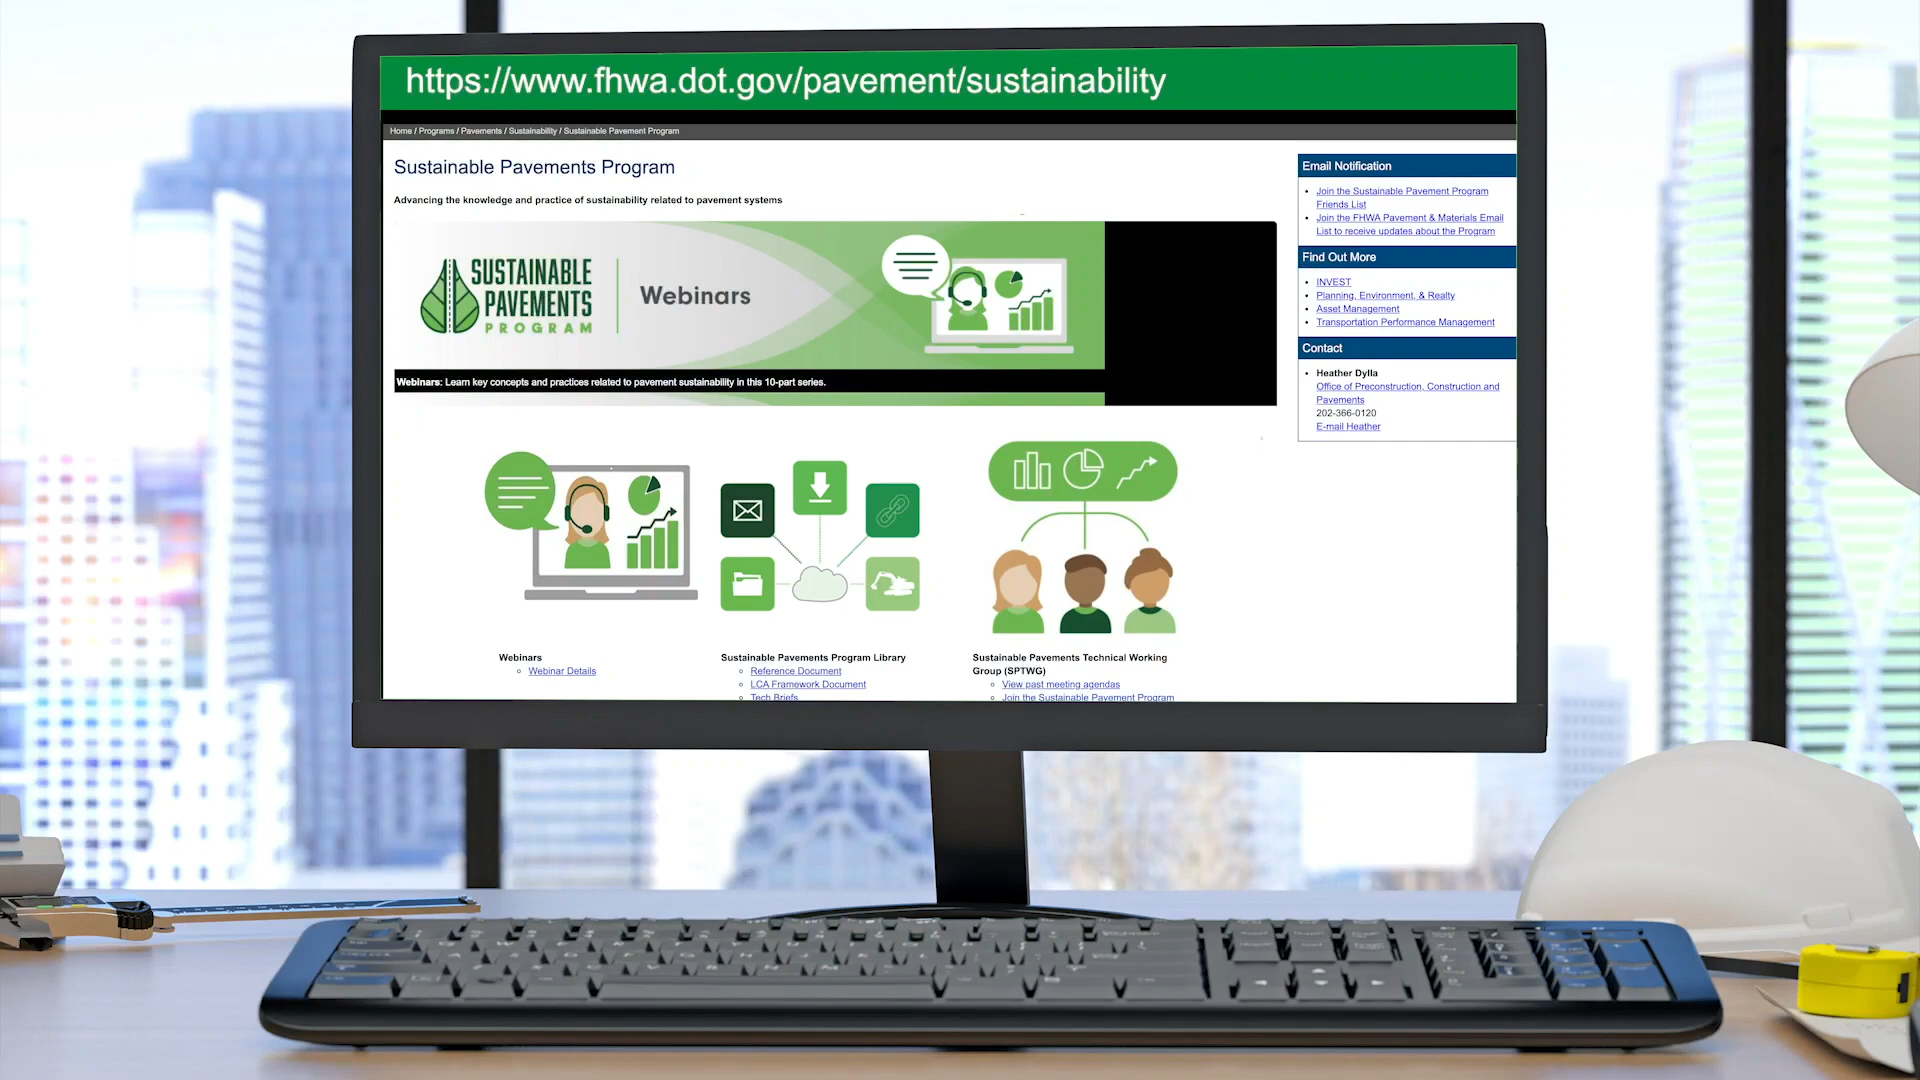 https://www.fhwa.dot.gov/pavement/sustainability
Home / Programs / Pavements / Sustainability / Sustainable Pavement Program
Sustainable Pavements Program
Advancing the knowledge and practice of sustainability related to pavement systems
SUSTAINABLE
PAVEMENTS
PROGRAM
Webinars
Webinars: Learn key concepts and practices related to pavement sustainability in this 10-part series.
Webinars
Webinar Details
Sustainable Pavements Program Library
Reference Document
LCA Framework Document
Tech Briefs
Sustainable Pavements Technical Working
Group (SPTWG)
View past meeting agendas
Join the Sustainable Pavement Program
Email Notification
Join the Sustainable Pavement Program
Friends List
Join the FHWA Pavement & Materials Email
List to receive updates about the Program
Find Out More
INVEST
Planning, Environment, & Realty
Asset Management
Transportation Performance Management
Contact
Heather Dylla
Office of Preconstruction, Construction and
Pavements
202-366-0120
E-mail Heather